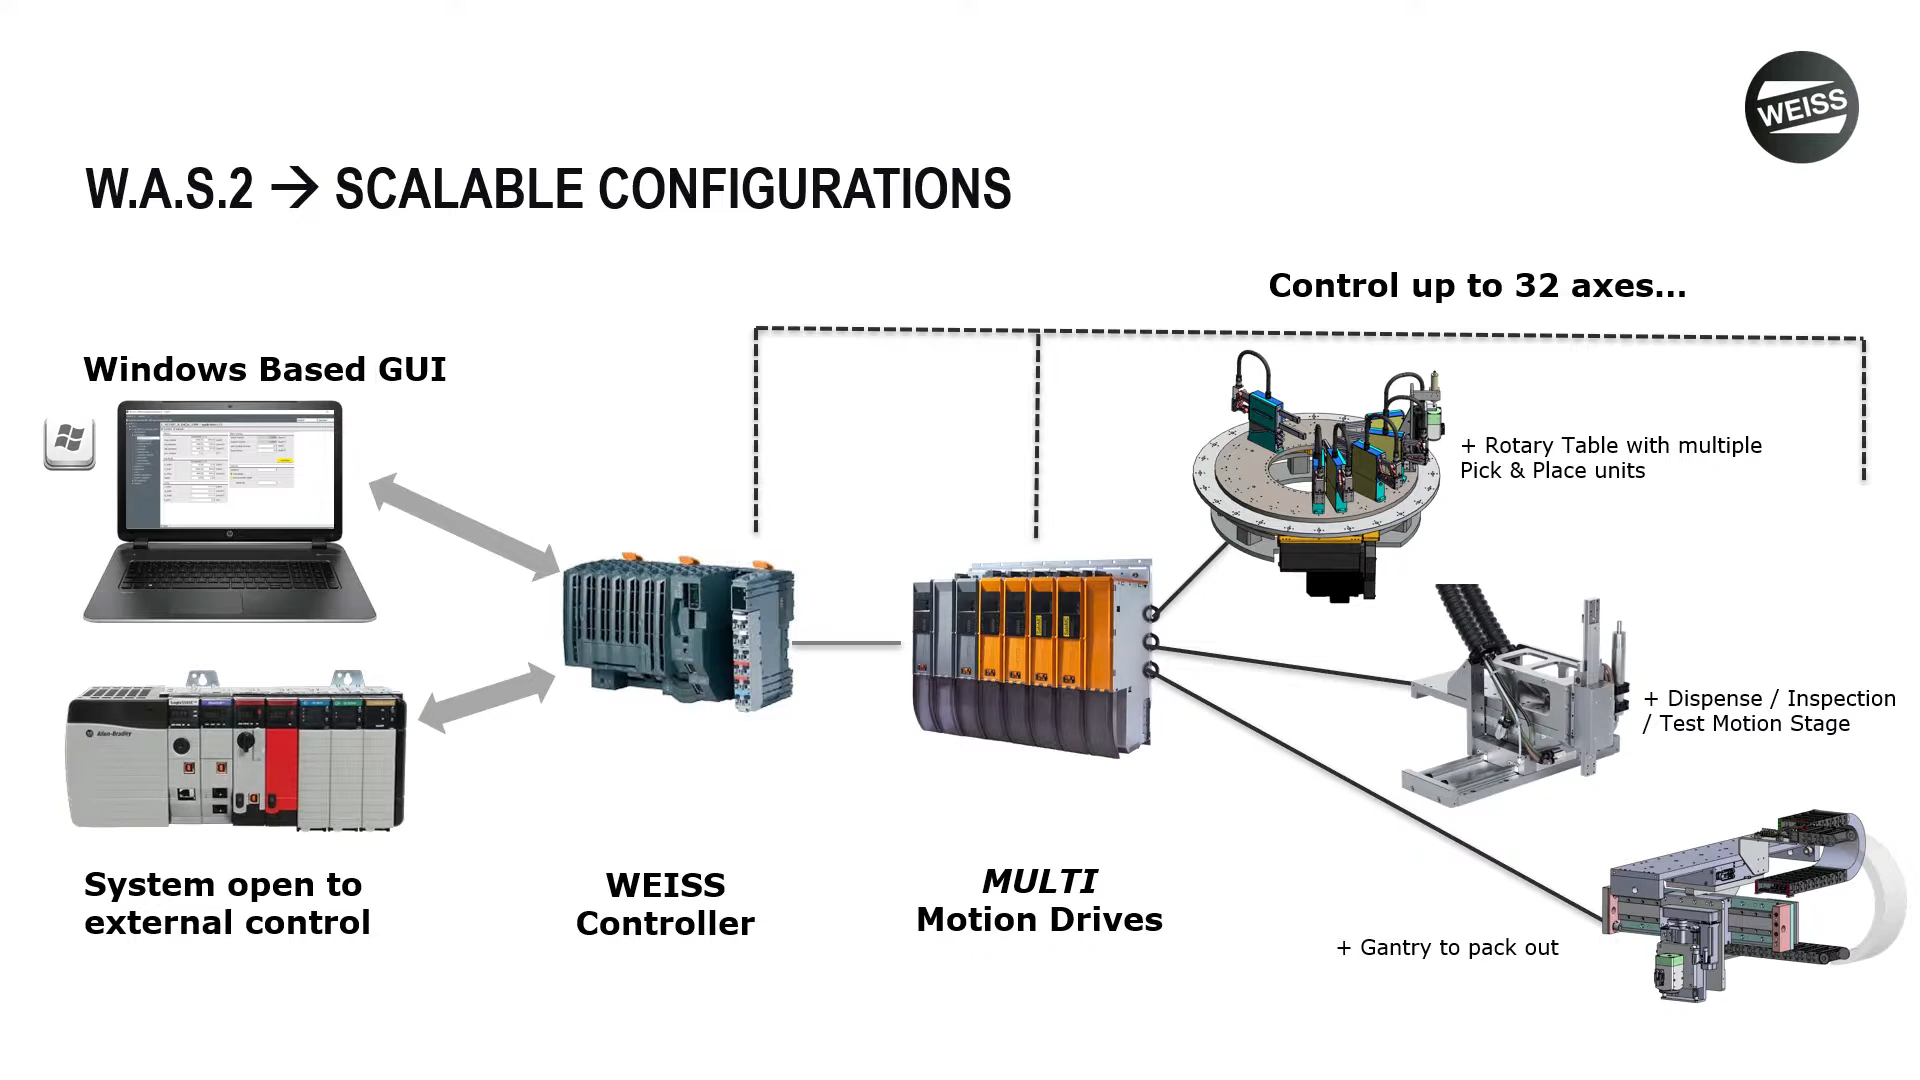 WEISS
W.A.S.2 → SCALABLE CONFIGURATIONS
Control up to 32 axes...
Windows Based GUI
+ Rotary Table with multiple
Pick & Place units
+ Dispense / Inspection
/ Test Motion Stage
Allen-Bradley
System open to
external control
WEISS
Controller
MULTI
Motion Drives
+ Gantry to pack out